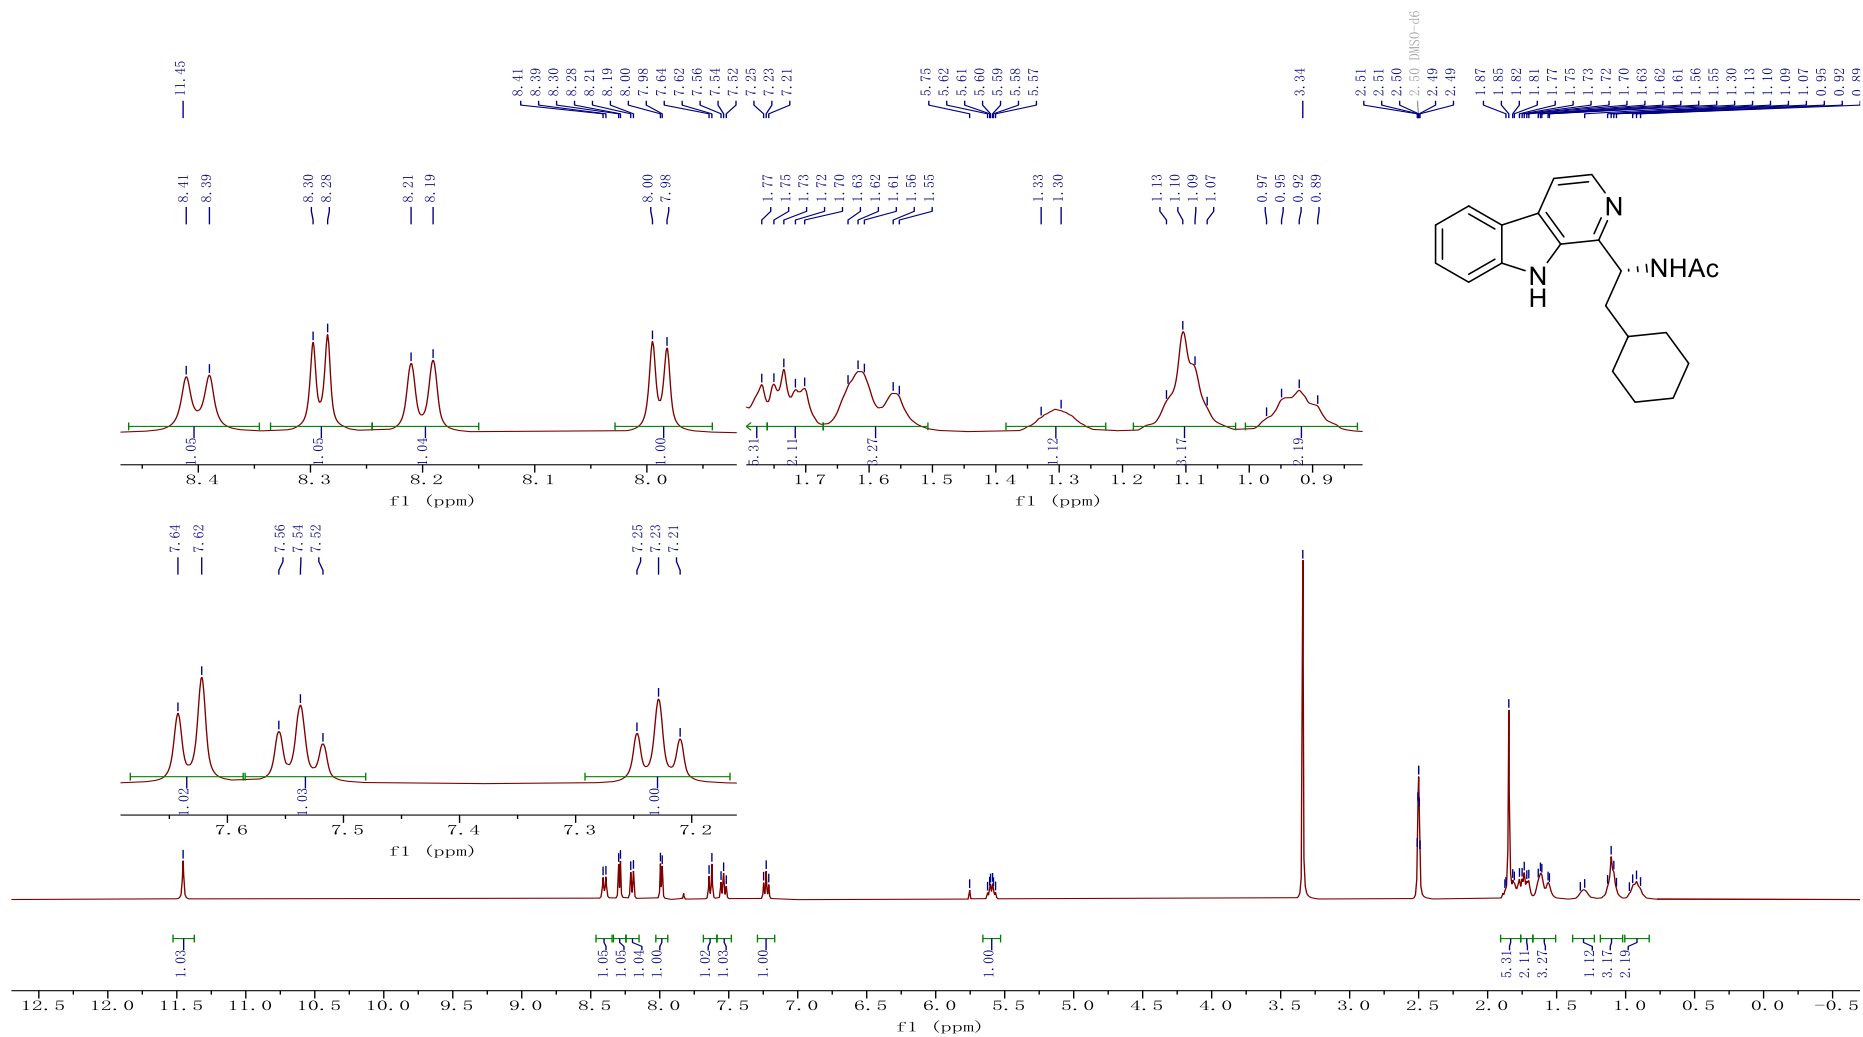 11.45
8.41 8.39 8.30 8.28 8.21 8.19 8.00 7.98 7.64 7.62 7.56 7.54 7.52 7.25 7.23 7.21
5.75 5.62 5.61 5.60 5.59 5.58 5.57
3.34
2.51 2.51 2.50 2.50 DMSO-d6 2.49 2.49
1.87 1.85 1.82 1.81 1.77 1.75 1.73 1.72 1.70 1.63 1.62 1.61 1.56 1.55 1.30 1.13 1.10 1.09 1.07 0.95 0.92 0.89
8.41 8.39 8.30 8.28 8.21 8.19 8.00 7.98
1.05 1.05 1.04 1.00
8.4 8.3 8.2 8.1 8.0
f1 (ppm)
1.77 1.75 1.73 1.72 1.70 1.63 1.62 1.61 1.56 1.55 1.33 1.30 1.13 1.10 1.09 1.07 0.97 0.95 0.92 0.89
5.31 2.11 3.27 1.12 3.17 2.19
1.7 1.6 1.5 1.4 1.3 1.2 1.1 1.0 0.9
f1 (ppm)
N
NHAc
N
H
7.64 7.62 7.56 7.54 7.52 7.25 7.23 7.21
1.02 1.03 1.00
7.6 7.5 7.4 7.3 7.2
f1 (ppm)
1.03 1.05 1.05 1.04 1.00 1.02 1.03 1.00 1.00 5.31 2.11 3.27 1.12 3.17 2.19
12.5 12.0 11.5 11.0 10.5 10.0 9.5 9.0 8.5 8.0 7.5 7.0 6.5 6.0 5.5 5.0 4.5 4.0 3.5 3.0 2.5 2.0 1.5 1.0 0.5 0.0 -0.5
f1 (ppm)